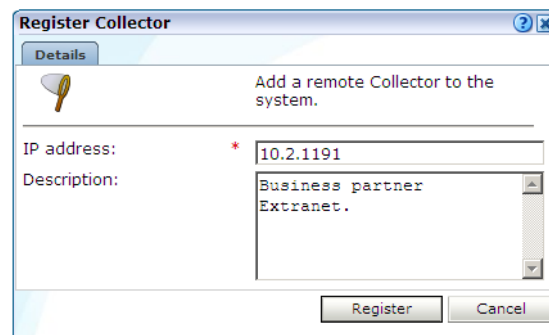 Register Collector
Details
Add a remote Collector to the
system.
IP address: * 10.2.1191
Description:
Business partner
Extranet.
Register
Cancel